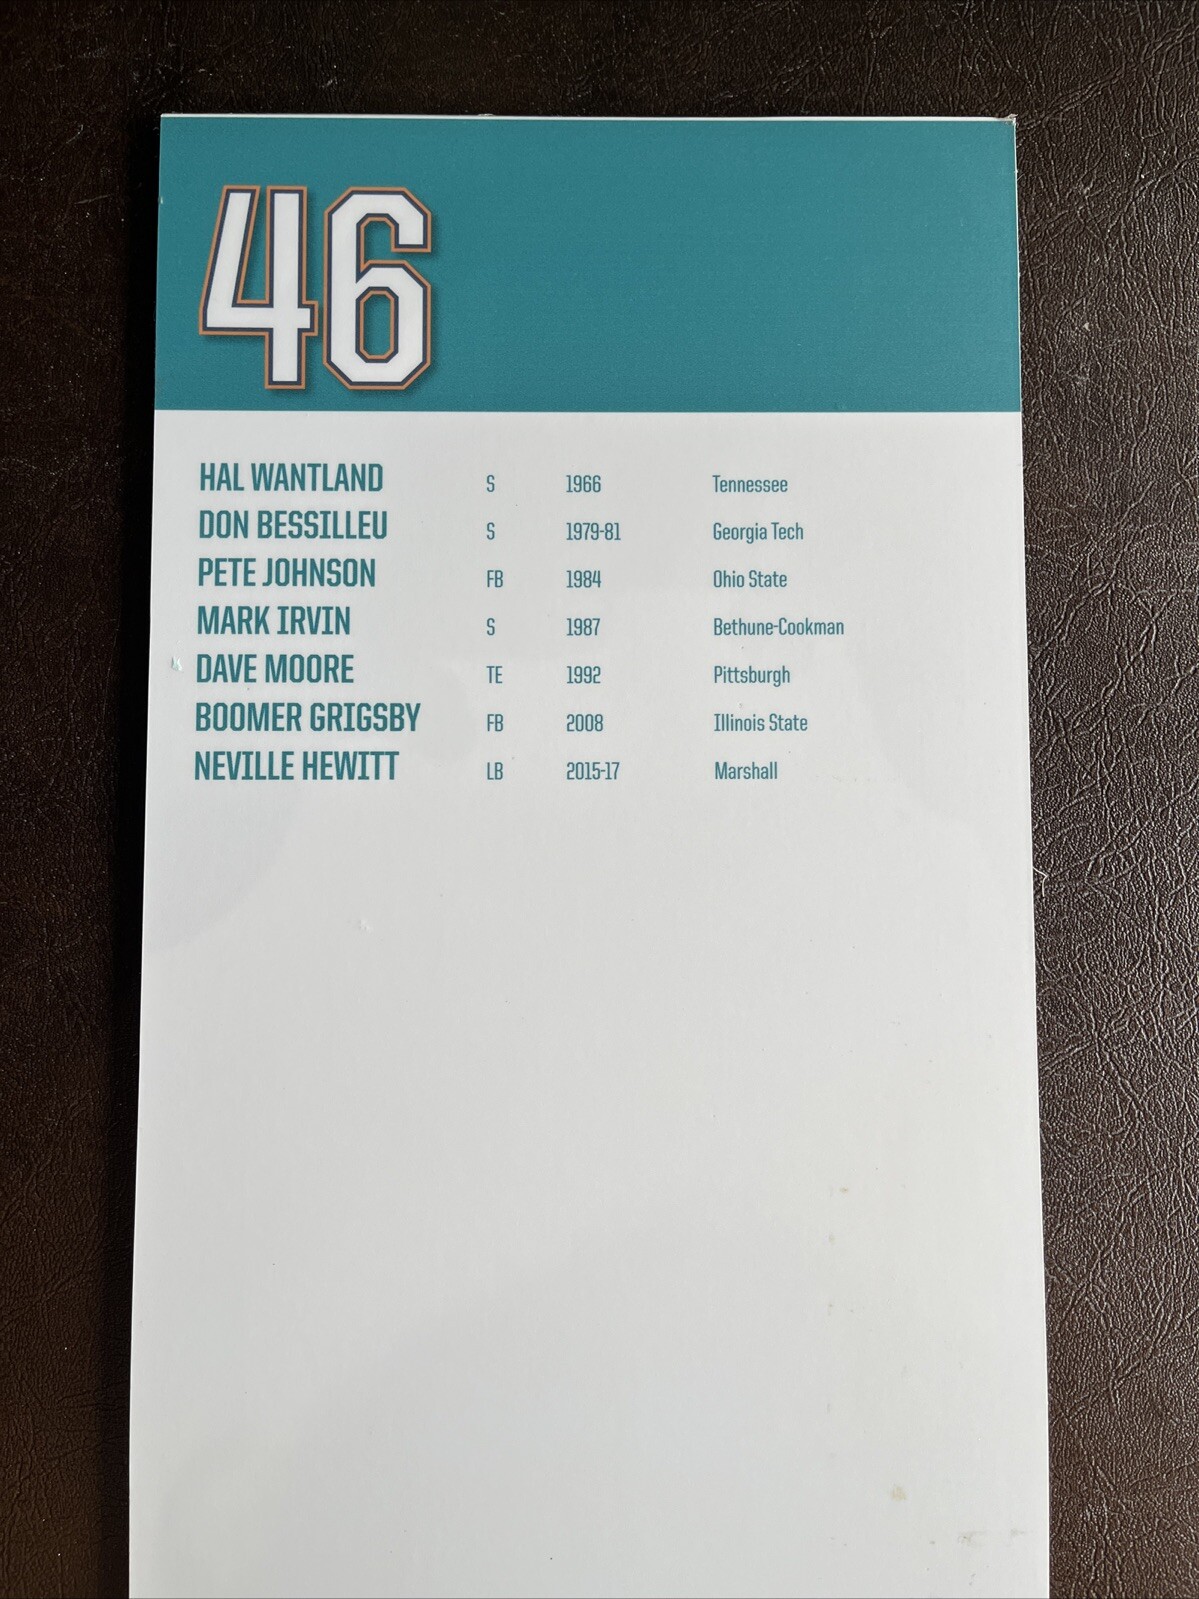 46
HAL WANTLAND S 1966 Tennessee
DON BESSILLEU S 1979-81 Georgia Tech
PETE JOHNSON FB 1984 Ohio State
MARK IRVIN S 1987 Bethune-Cookman
DAVE MOORE TE 1992 Pittsburgh
BOOMER GRIGSBY FB 2008 Illinois State
NEVILLE HEWITT LB 2015-17 Marshall